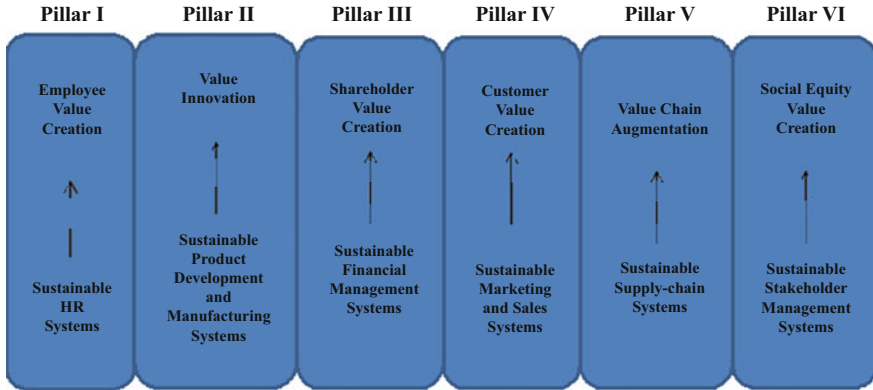 Pillar I
Pillar II
Pillar III
Pillar IV
Pillar V
Pillar VI
Employee
Value
Creation
Sustainable
HR
Systems
Value
Innovation
Sustainable
Product
Development
and
Manufacturing
Systems
Shareholder
Value
Creation
Sustainable
Financial
Management
Systems
Customer
Value
Creation
Sustainable
Marketing
and Sales
Systems
Value Chain
Augmentation
Sustainable
Supply-chain
Systems
Social Equity
Value
Creation
Sustainable
Stakeholder
Management
Systems